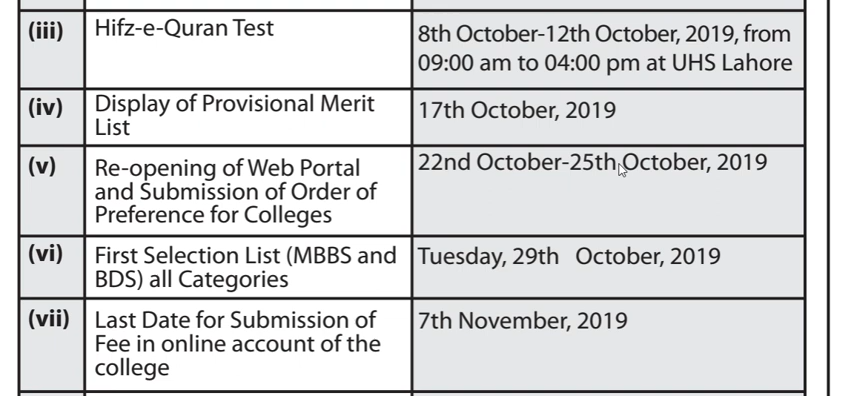 (iii) Hifz-e-Quran Test 8th October-12th October, 2019, from
09:00 am to 04:00 pm at UHS Lahore
(iv) Display of Provisional Merit 17th October, 2019
List
(v) Re-opening of Web Portal 22nd October-25th October, 2019
and Submission of Order of
Preference for Colleges
(vi) First Selection List (MBBS and Tuesday, 29th October, 2019
BDS) all Categories
(vii) Last Date for Submission of 7th November, 2019
Fee in online account of the
college